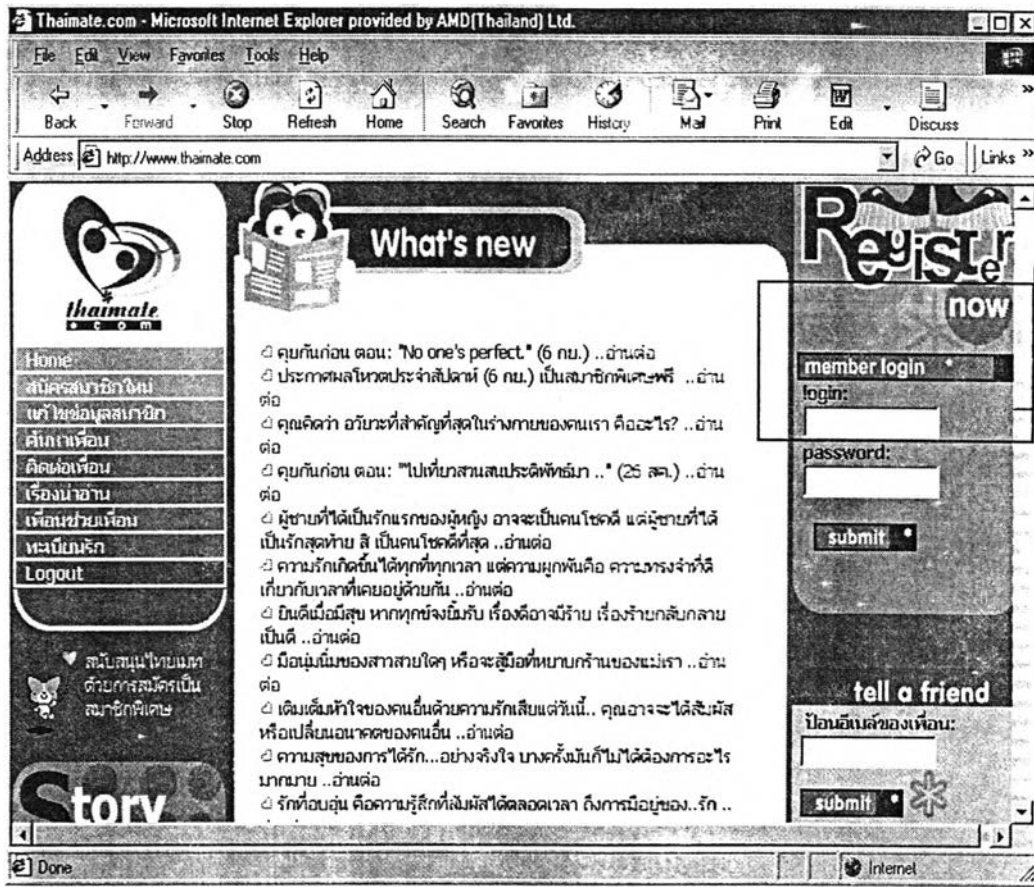 Thaimate.com - Microsoft Internet Explorer provided by AMD(Thailand) Ltd.
File Edit View Favorites Tools Help
Back Forward Stop Refresh Home Search Favorites History Mail Print Edit Discuss »
Address http://www.thaimate.com Go Links »
thaimate
.com
Home
สมัครสมาชิกใหม่
แก้ไขข้อมูลสมาชิก
ค้นหาเพื่อน
ติดต่อเพื่อน
เรื่องน่าอ่าน
เพื่อนช่วยเพื่อน
ทะเบียนรัก
Logout
สนับสนุนไทยเมท
ด้วยการสมัครเป็น
สมาชิกพิเศษ
Story
What's new
คุยกันก่อน ตอน: "No one's perfect." (6 กย.) ..อ่านต่อ
ประกาศผลโหวตประจำสัปดาห์ (6 กย.) เป็นสมาชิกพิเศษฟรี ..อ่าน
ต่อ
คุณคิดว่า อวัยวะที่สำคัญที่สุดในร่างกายของคนเรา คืออะไร? ..อ่าน
ต่อ
คุยกันก่อน ตอน: "ไปเที่ยวสวนสนประดิพัทธ์มา .." (26 สค.) ..อ่าน
ต่อ
ผู้ชายที่ได้เป็นรักแรกของผู้หญิง อาจจะเป็นคนโชคดี แต่ผู้ชายที่ได้
เป็นรักสุดท้าย สิ เป็นคนโชคดีที่สุด ..อ่านต่อ
ความรักเกิดขึ้นได้ทุกที่ทุกเวลา แต่ความผูกพันคือ ความทรงจำที่ดี
เกี่ยวกับเวลาที่เคยอยู่ด้วยกัน ..อ่านต่อ
ยินดีเมื่อมีสุข หากทุกข์จงยิ้มรับ เรื่องดีอาจมีร้าย เรื่องร้ายกลับกลาย
เป็นดี ..อ่านต่อ
มือนุ่มนิ่มของสาวสวยใดๆ หรือจะสู้มือที่หยาบกร้านของแม่เรา ..อ่าน
ต่อ
เติมเต็มหัวใจของคนอื่นด้วยความรักเสียแต่วันนี้.. คุณอาจจะได้สัมผัส
หรือเปลี่ยนอนาคตของคนอื่น ..อ่านต่อ
ความสุขของการได้รัก...อย่างจริงใจ บางครั้งมันก็ไม่ได้ต้องการอะไร
มากมาย ..อ่านต่อ
รักที่อบอุ่น คือความรู้สึกที่สัมผัสได้ตลอดเวลา ถึงการมีอยู่ของ..รัก ..
Register
now
member login
login:
password:
submit
tell a friend
ป้อนอีเมล์ของเพื่อน:
submit
Done Internet